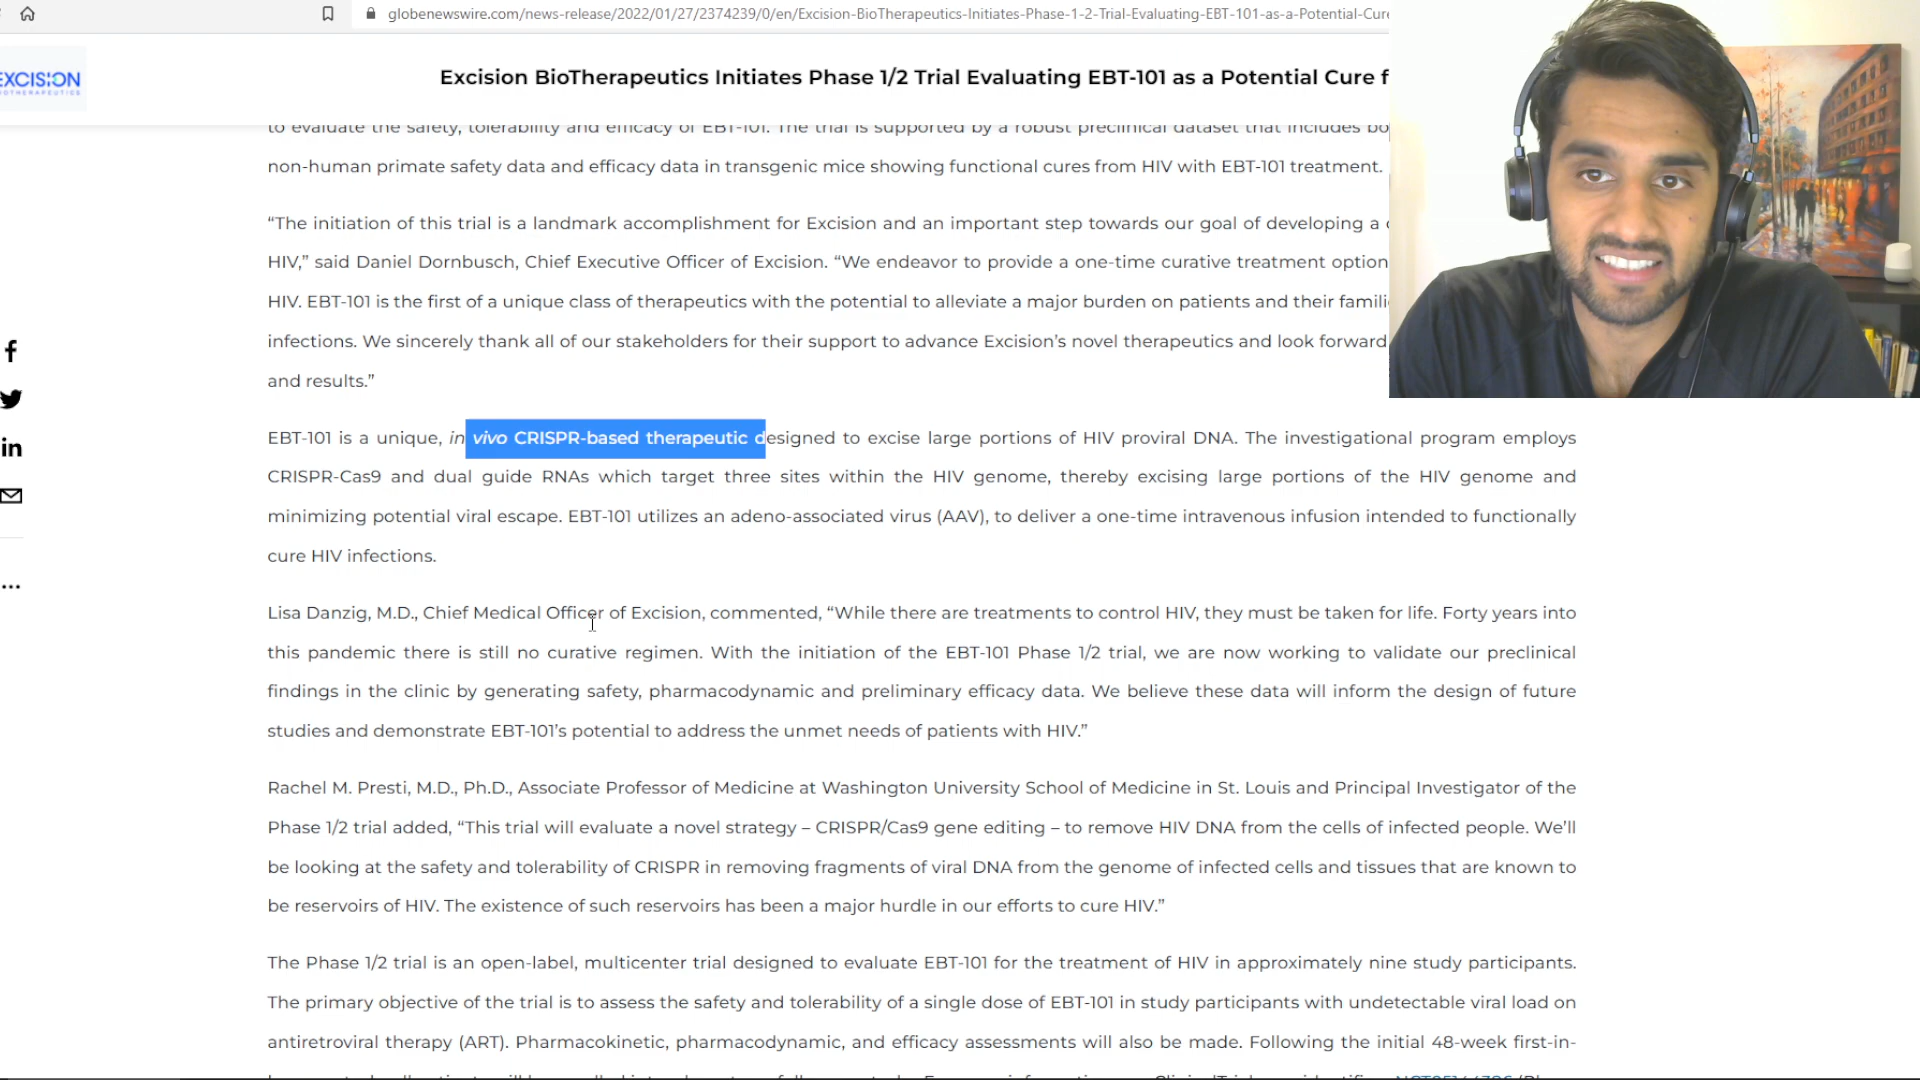 globenewswire.com/news-release/2022/01/27/2374239/0/en/Excision-BioTherapeutics-Initiates-Phase-1-2-Trial-Evaluating-EBT-101-as-a-Potential-Cure
EXCISION
BIOTHERAPEUTICS
Excision BioTherapeutics Initiates Phase 1/2 Trial Evaluating EBT-101 as a Potential Cure f
to evaluate the safety, tolerability and efficacy of EBT-101. The trial is supported by a robust preclinical dataset that includes bo
non-human primate safety data and efficacy data in transgenic mice showing functional cures from HIV with EBT-101 treatment.
“The initiation of this trial is a landmark accomplishment for Excision and an important step towards our goal of developing a
HIV,” said Daniel Dornbusch, Chief Executive Officer of Excision. “We endeavor to provide a one-time curative treatment option
HIV. EBT-101 is the first of a unique class of therapeutics with the potential to alleviate a major burden on patients and their famili
infections. We sincerely thank all of our stakeholders for their support to advance Excision’s novel therapeutics and look forward
and results.”
EBT-101 is a unique, in vivo CRISPR-based therapeutic designed to excise large portions of HIV proviral DNA. The investigational program employs
CRISPR-Cas9 and dual guide RNAs which target three sites within the HIV genome, thereby excising large portions of the HIV genome and
minimizing potential viral escape. EBT-101 utilizes an adeno-associated virus (AAV), to deliver a one-time intravenous infusion intended to functionally
cure HIV infections.
Lisa Danzig, M.D., Chief Medical Officer of Excision, commented, “While there are treatments to control HIV, they must be taken for life. Forty years into
this pandemic there is still no curative regimen. With the initiation of the EBT-101 Phase 1/2 trial, we are now working to validate our preclinical
findings in the clinic by generating safety, pharmacodynamic and preliminary efficacy data. We believe these data will inform the design of future
studies and demonstrate EBT-101’s potential to address the unmet needs of patients with HIV.”
Rachel M. Presti, M.D., Ph.D., Associate Professor of Medicine at Washington University School of Medicine in St. Louis and Principal Investigator of the
Phase 1/2 trial added, “This trial will evaluate a novel strategy – CRISPR/Cas9 gene editing – to remove HIV DNA from the cells of infected people. We’ll
be looking at the safety and tolerability of CRISPR in removing fragments of viral DNA from the genome of infected cells and tissues that are known to
be reservoirs of HIV. The existence of such reservoirs has been a major hurdle in our efforts to cure HIV.”
The Phase 1/2 trial is an open-label, multicenter trial designed to evaluate EBT-101 for the treatment of HIV in approximately nine study participants.
The primary objective of the trial is to assess the safety and tolerability of a single dose of EBT-101 in study participants with undetectable viral load on
antiretroviral therapy (ART). Pharmacokinetic, pharmacodynamic, and efficacy assessments will also be made. Following the initial 48-week first-in-